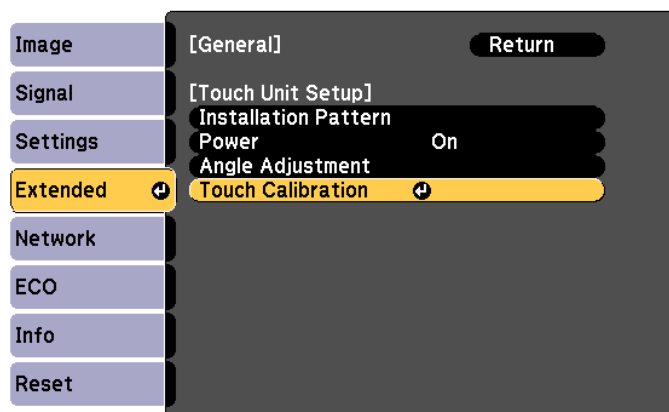 Image
Signal
Settings
Extended
Network
ECO
Info
Reset
[General] Return
[Touch Unit Setup]
Installation Pattern
Power On
Angle Adjustment
Touch Calibration